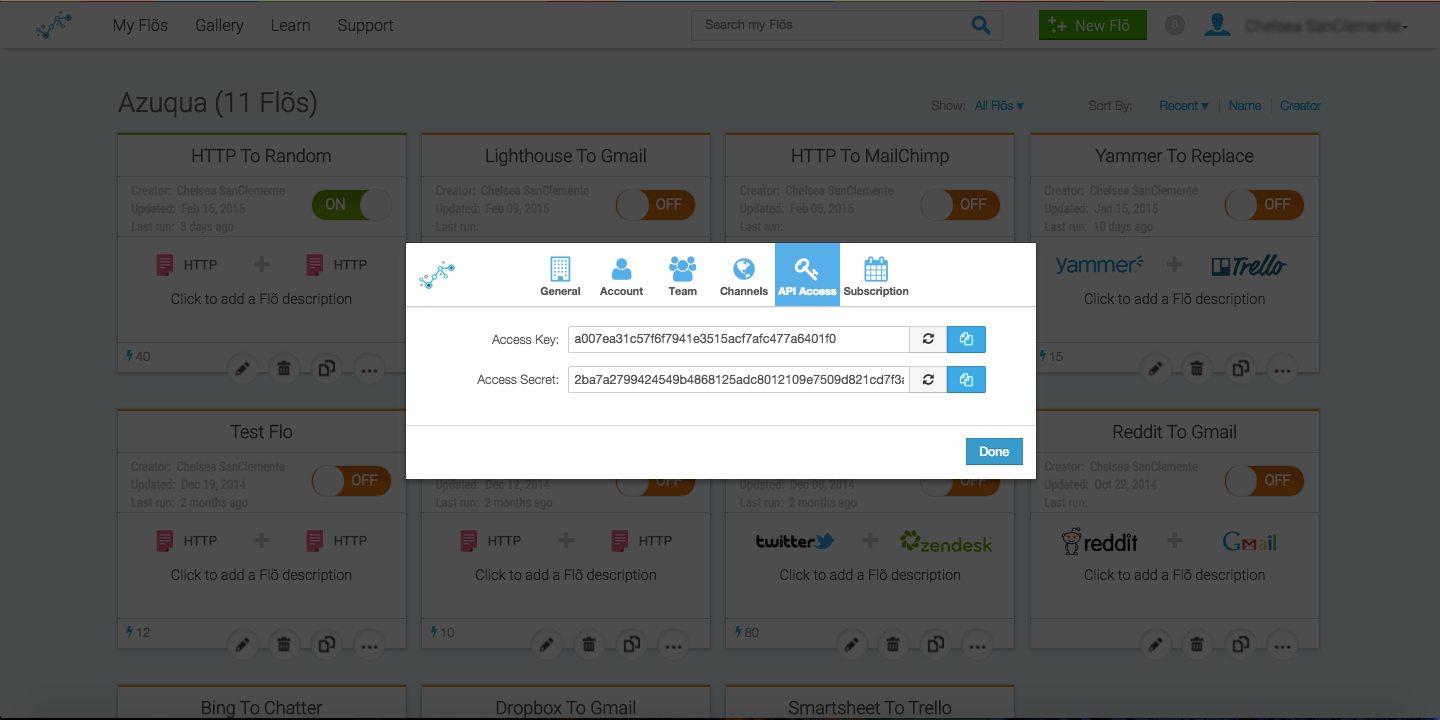 My Flõs Gallery Learn Support Search my Flõs New Flõ 0 Chelsea SanClemente
Azuqua (11 Flõs) Show: All Flõs ▾ Sort By: Recent ▾ | Name | Creator
HTTP To Random Lighthouse To Gmail HTTP To MailChimp Yammer To Replace
Creator: Chelsea SanClemente Creator: Chelsea SanClemente Creator: Chelsea SanClemente Creator: Chelsea SanClemente
ON OFF OFF OFF
Updated: Feb 16, 2015 Updated: Feb 09, 2015 Updated: Feb 06, 2015 Updated: Jan 15, 2015
Last run: 3 days ago Last run: Last run: Last run: 10 days ago
HTTP + HTTP yammer + Trello
Click to add a Flõ description Click to add a Flõ description
40 15
General Account Team Channels API Access Subscription
Access Key: a007ea31c57f6f7941e3515acf7afc477a6401f0
Access Secret: 2ba7a2799424549b4868125adc8012109e7509d821cd7f3
Done
Test Flo Reddit To Gmail
Creator: Chelsea SanClemente Creator: Chelsea SanClemente
OFF OFF OFF OFF
Updated: Dec 19, 2014 Updated: Dec 12, 2014 Updated: Dec 08, 2014 Updated: Oct 22, 2014
Last run: 2 months ago Last run: 2 months ago Last run: 2 months ago Last run:
HTTP + HTTP HTTP + HTTP twitter + zendesk reddit + Gmail
Click to add a Flõ description Click to add a Flõ description Click to add a Flõ description Click to add a Flõ description
12 10 80
Bing To Chatter Dropbox To Gmail Smartsheet To Trello